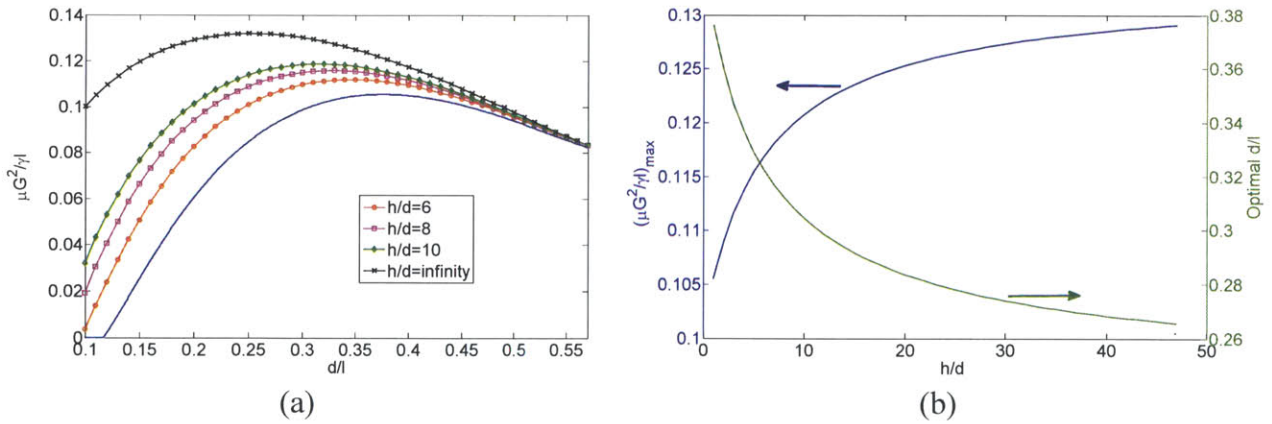 0.14
0.12
0.1
0.08
0.06
0.04
0.02
0
μG²/γl
0.1 0.15 0.2 0.25 0.3 0.35 0.4 0.45 0.5 0.55
d/l
h/d=6
h/d=8
h/d=10
h/d=infinity
(a)
0.13
0.125
0.12
0.115
0.11
0.105
0.1
(μG²/γl)max
0 10 20 30 40 50
h/d
0.38
0.36
0.34
0.32
0.3
0.28
0.26
Optimal d/l
(b)